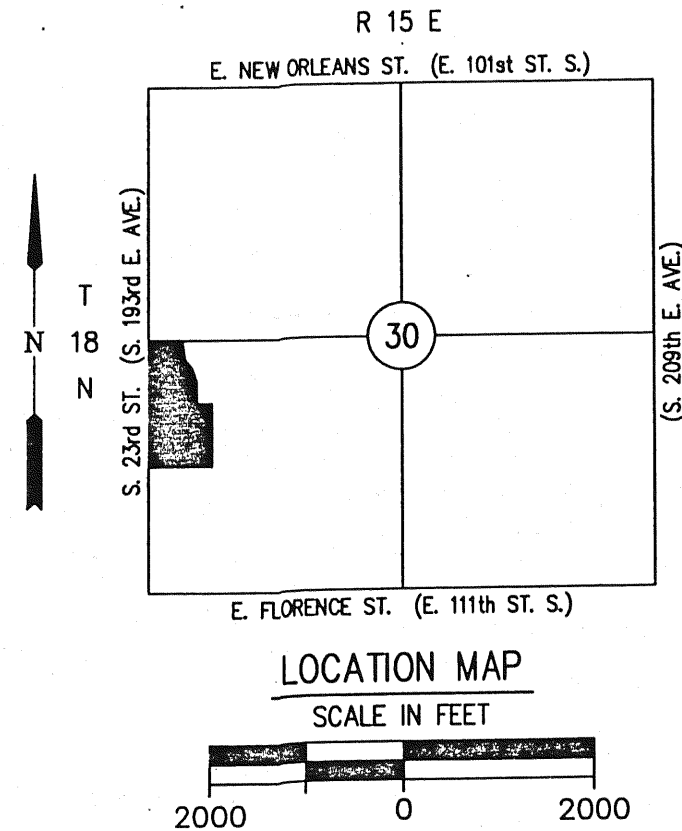 R 15 E
E. NEW ORLEANS ST. (E. 101st ST. S.)
S. 23rd ST. (S. 193rd E. AVE.)
T
N 18
N
30
(S. 209th E. AVE.)
E. FLORENCE ST. (E. 111th ST. S.)
LOCATION MAP
SCALE IN FEET
2000 0 2000